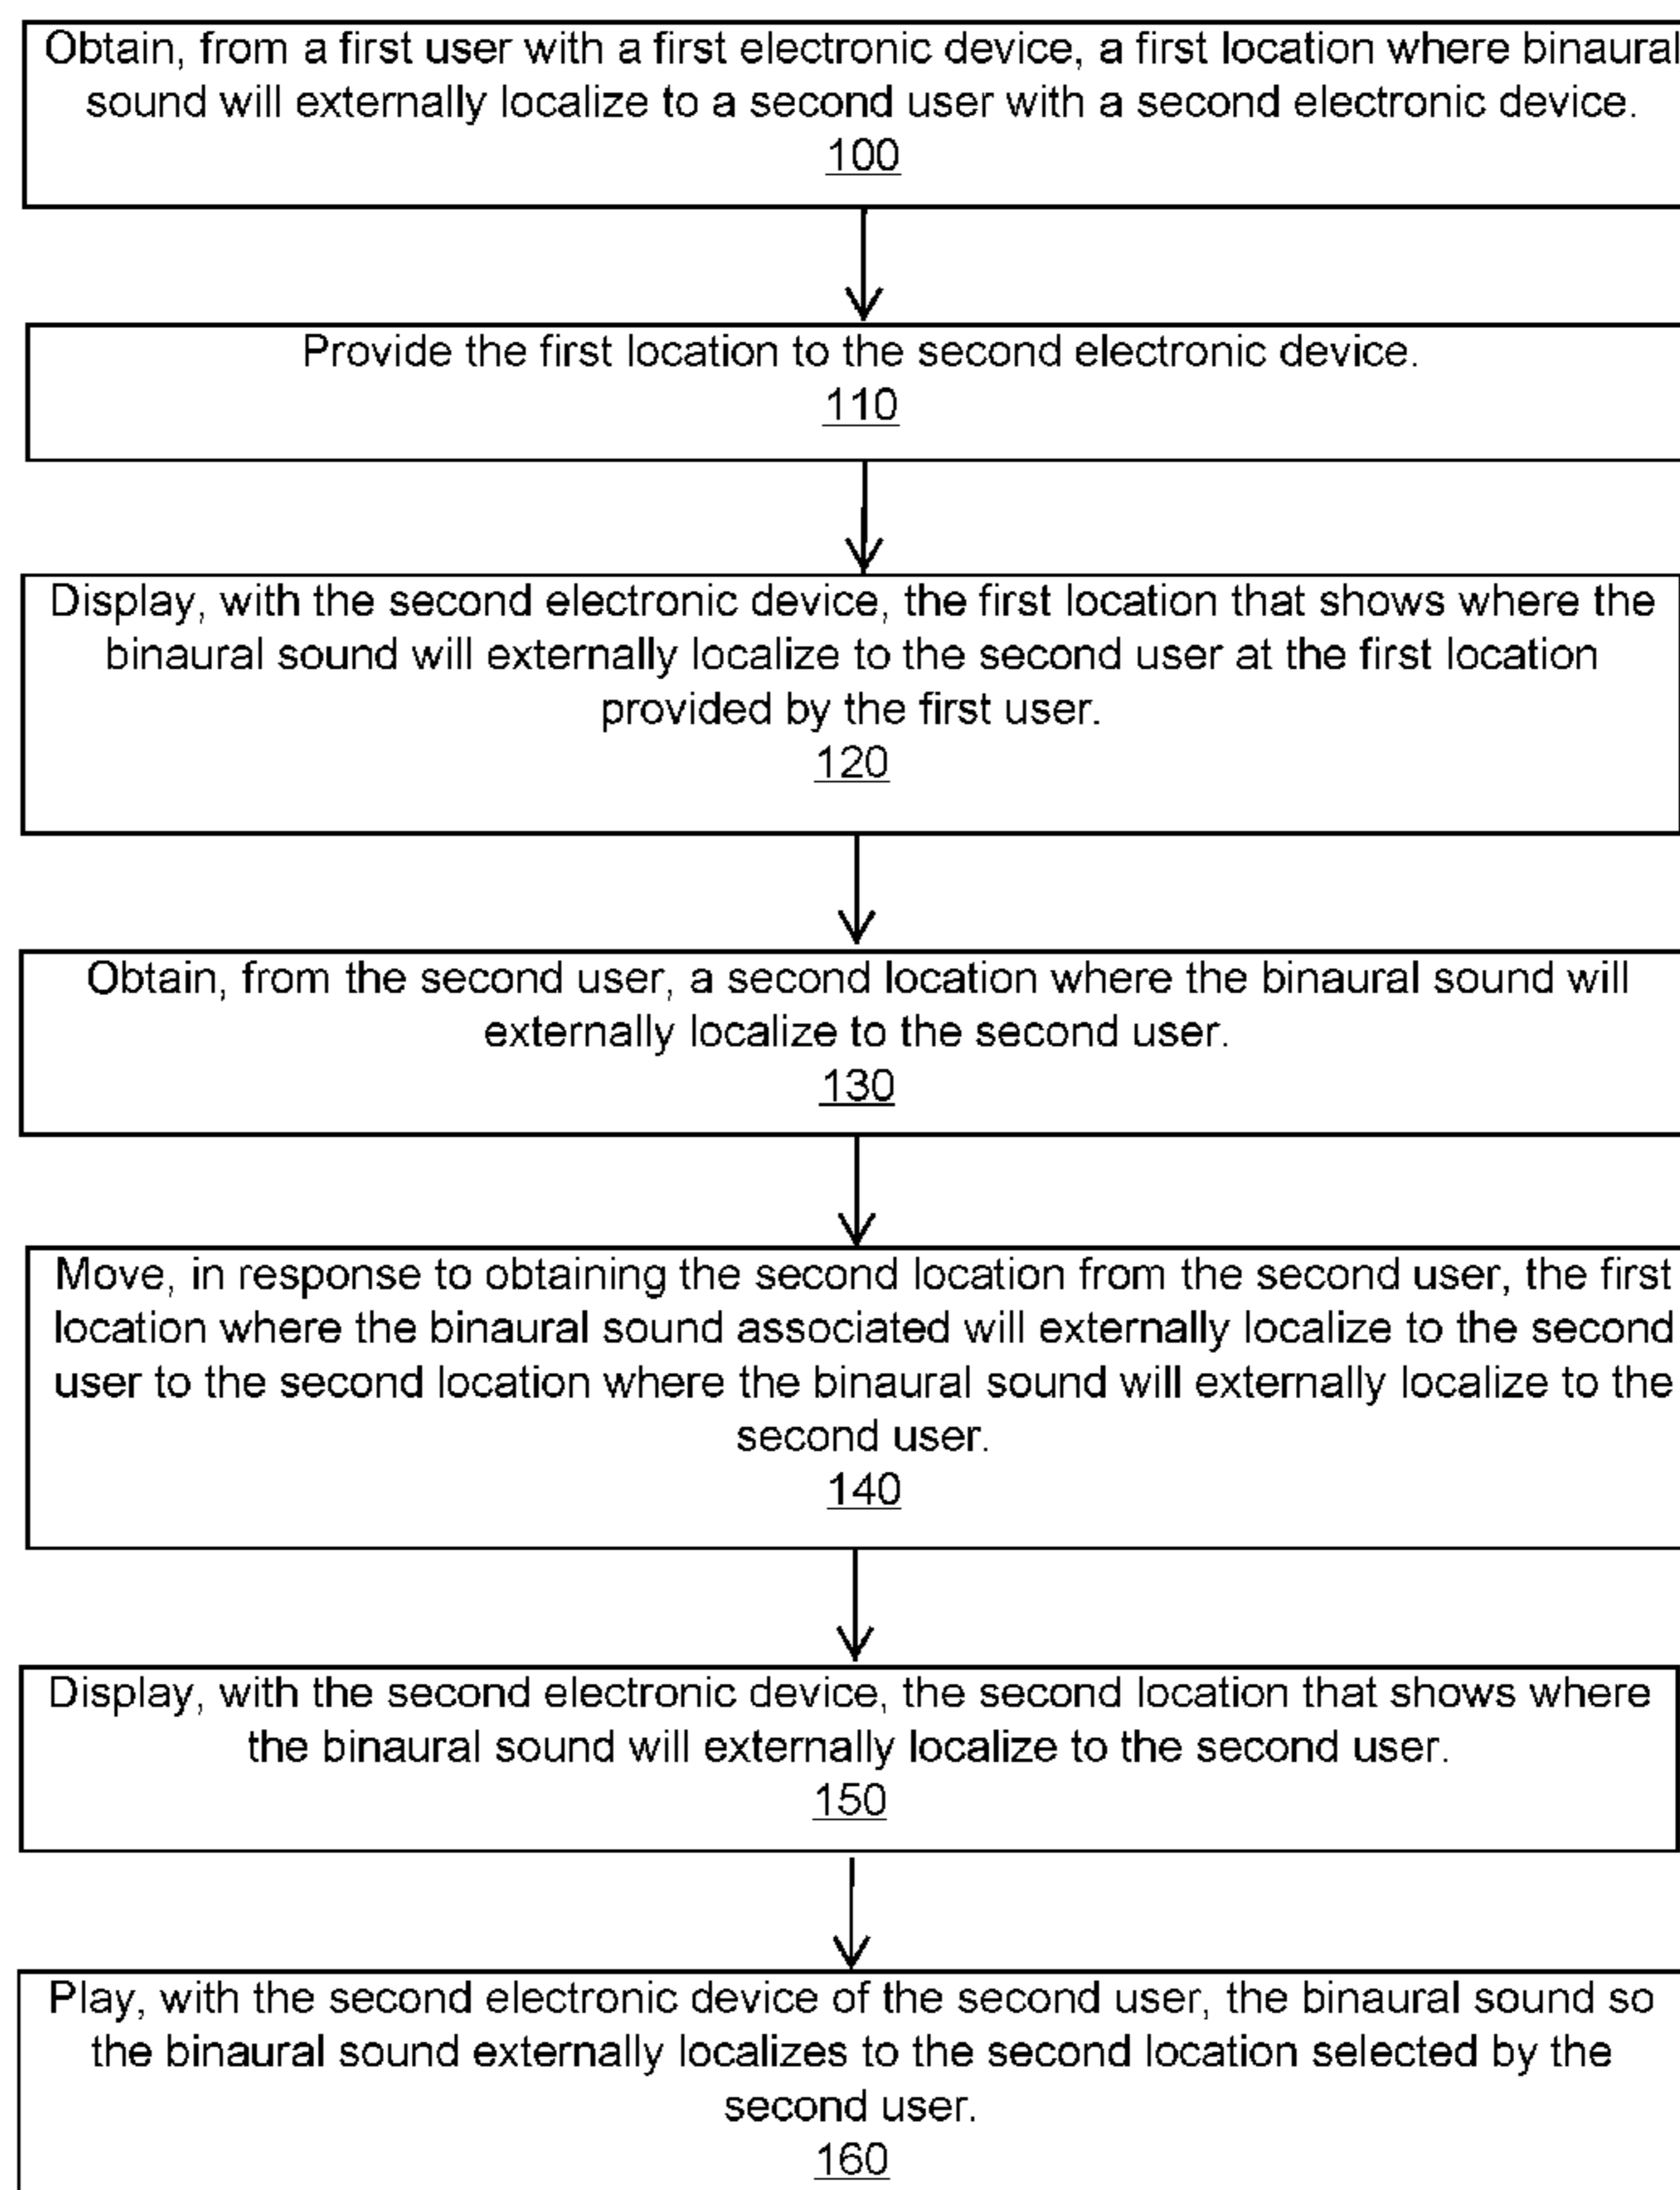 Obtain, from a first user with a first electronic device, a first location where binaural
sound will externally localize to a second user with a second electronic device.
100
Provide the first location to the second electronic device.
110
Display, with the second electronic device, the first location that shows where the
binaural sound will externally localize to the second user at the first location
provided by the first user.
120
Obtain, from the second user, a second location where the binaural sound will
externally localize to the second user.
130
Move, in response to obtaining the second location from the second user, the first
location where the binaural sound associated will externally localize to the second
user to the second location where the binaural sound will externally localize to the
second user.
140
Display, with the second electronic device, the second location that shows where
the binaural sound will externally localize to the second user.
150
Play, with the second electronic device of the second user, the binaural sound so
the binaural sound externally localizes to the second location selected by the
second user.
160